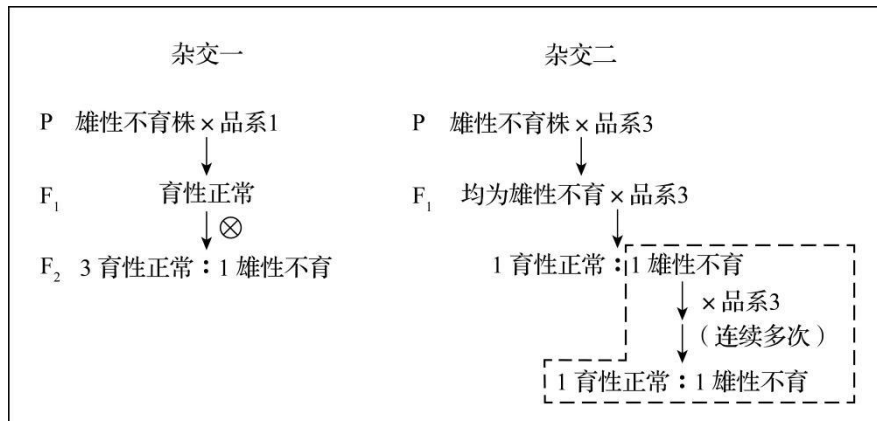 杂交一
P 雄性不育株×品系1
F₁ 育性正常
⊗
F₂ 3 育性正常∶1 雄性不育
杂交二
P 雄性不育株×品系3
F₁ 均为雄性不育×品系3
1 育性正常∶1 雄性不育
×品系3
（连续多次）
1 育性正常∶1 雄性不育